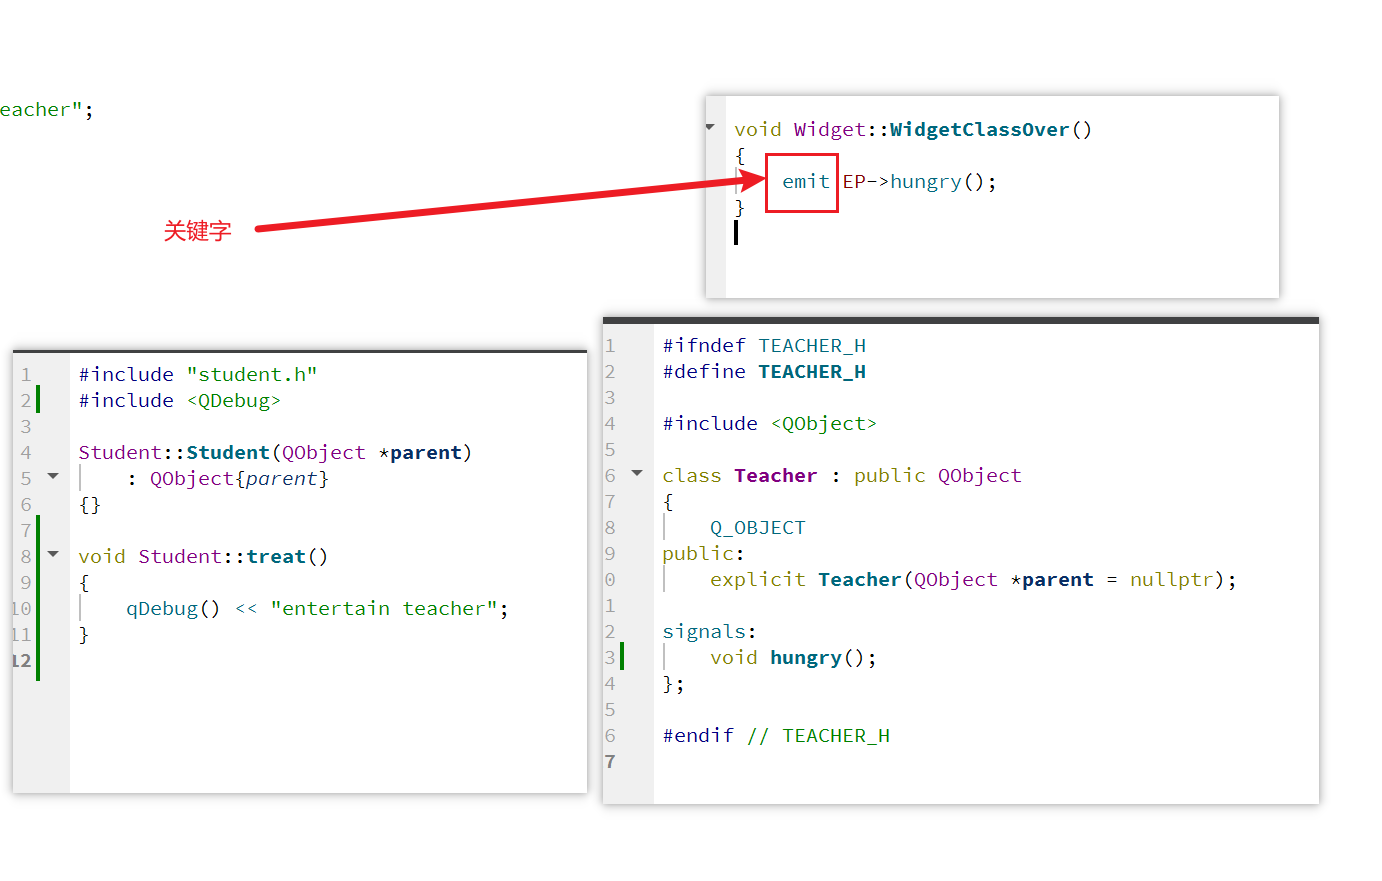 eacher";
void Widget::WidgetClassOver()
{
emit EP->hungry();
}
关键字
1 #include "student.h"
2 #include <QDebug>
3
4 Student::Student(QObject *parent)
5 : QObject{parent}
6 {}
7
8 void Student::treat()
9 {
10 qDebug() << "entertain teacher";
11 }
12
1 #ifndef TEACHER_H
2 #define TEACHER_H
3
4 #include <QObject>
5
6 class Teacher : public QObject
7 {
8 Q_OBJECT
9 public:
0 explicit Teacher(QObject *parent = nullptr);
1
2 signals:
3 void hungry();
4 };
5
6 #endif // TEACHER_H
7